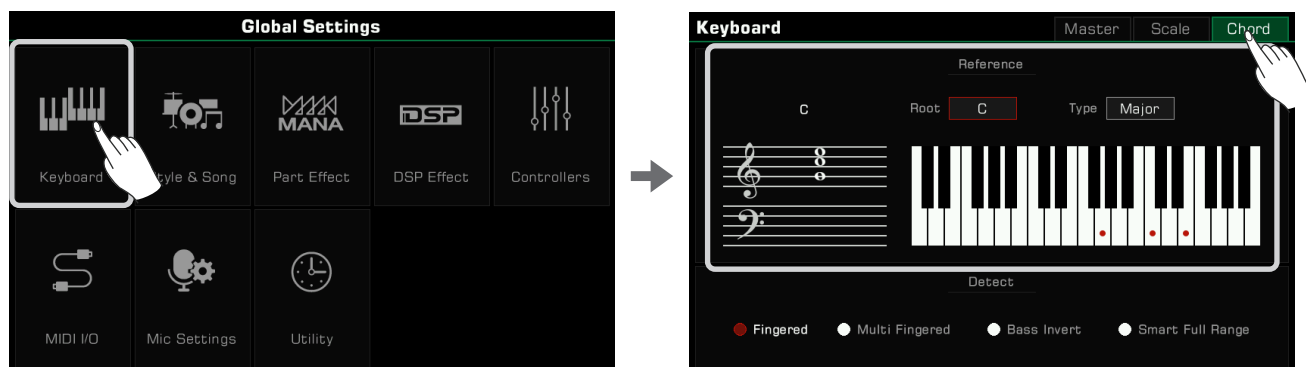 Global Settings
Keyboard
Style & Song
MANA
Part Effect
DSP
DSP Effect
Controllers
MIDI I/O
Mic Settings
Utility
Keyboard
Master
Scale
Chord
Reference
C
Root
C
Type
Major
Detect
Fingered
Multi Fingered
Bass Invert
Smart Full Range